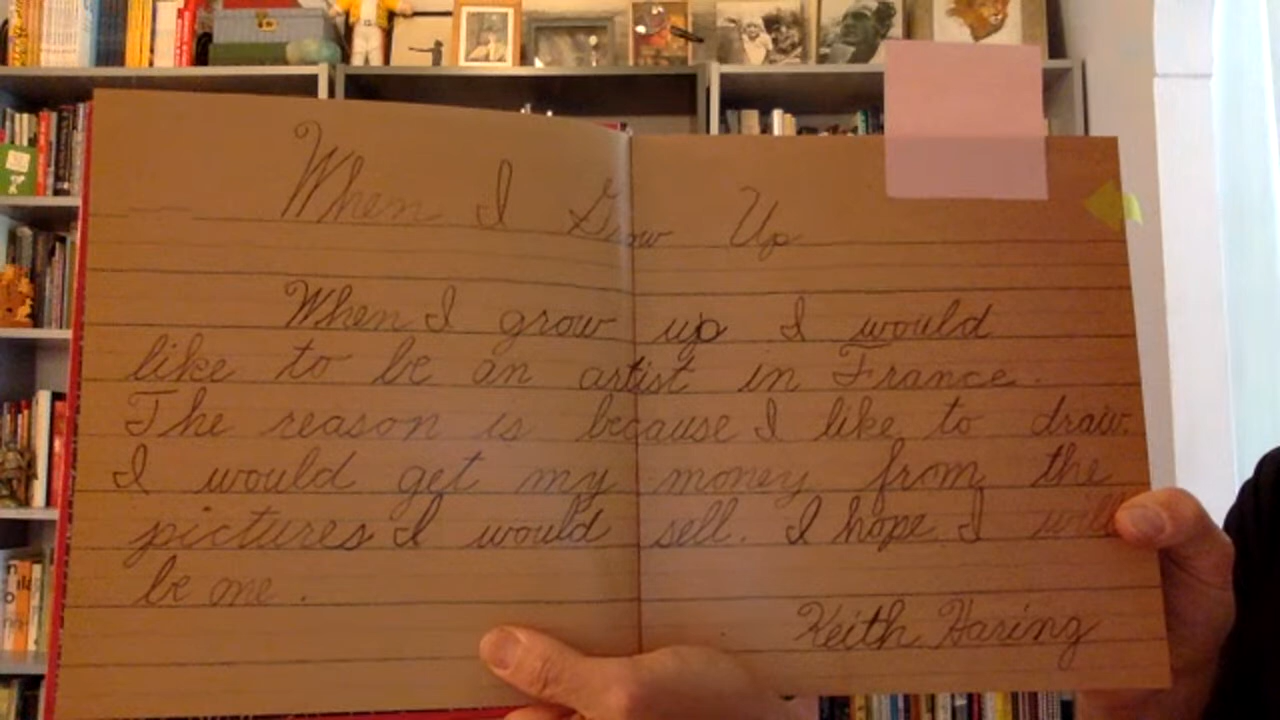 When I Grow Up
When I grow up I would
like to be an artist in France.
The reason is because I like to draw.
I would get my money from the
pictures I would sell. I hope I will
be one.
Keith Haring